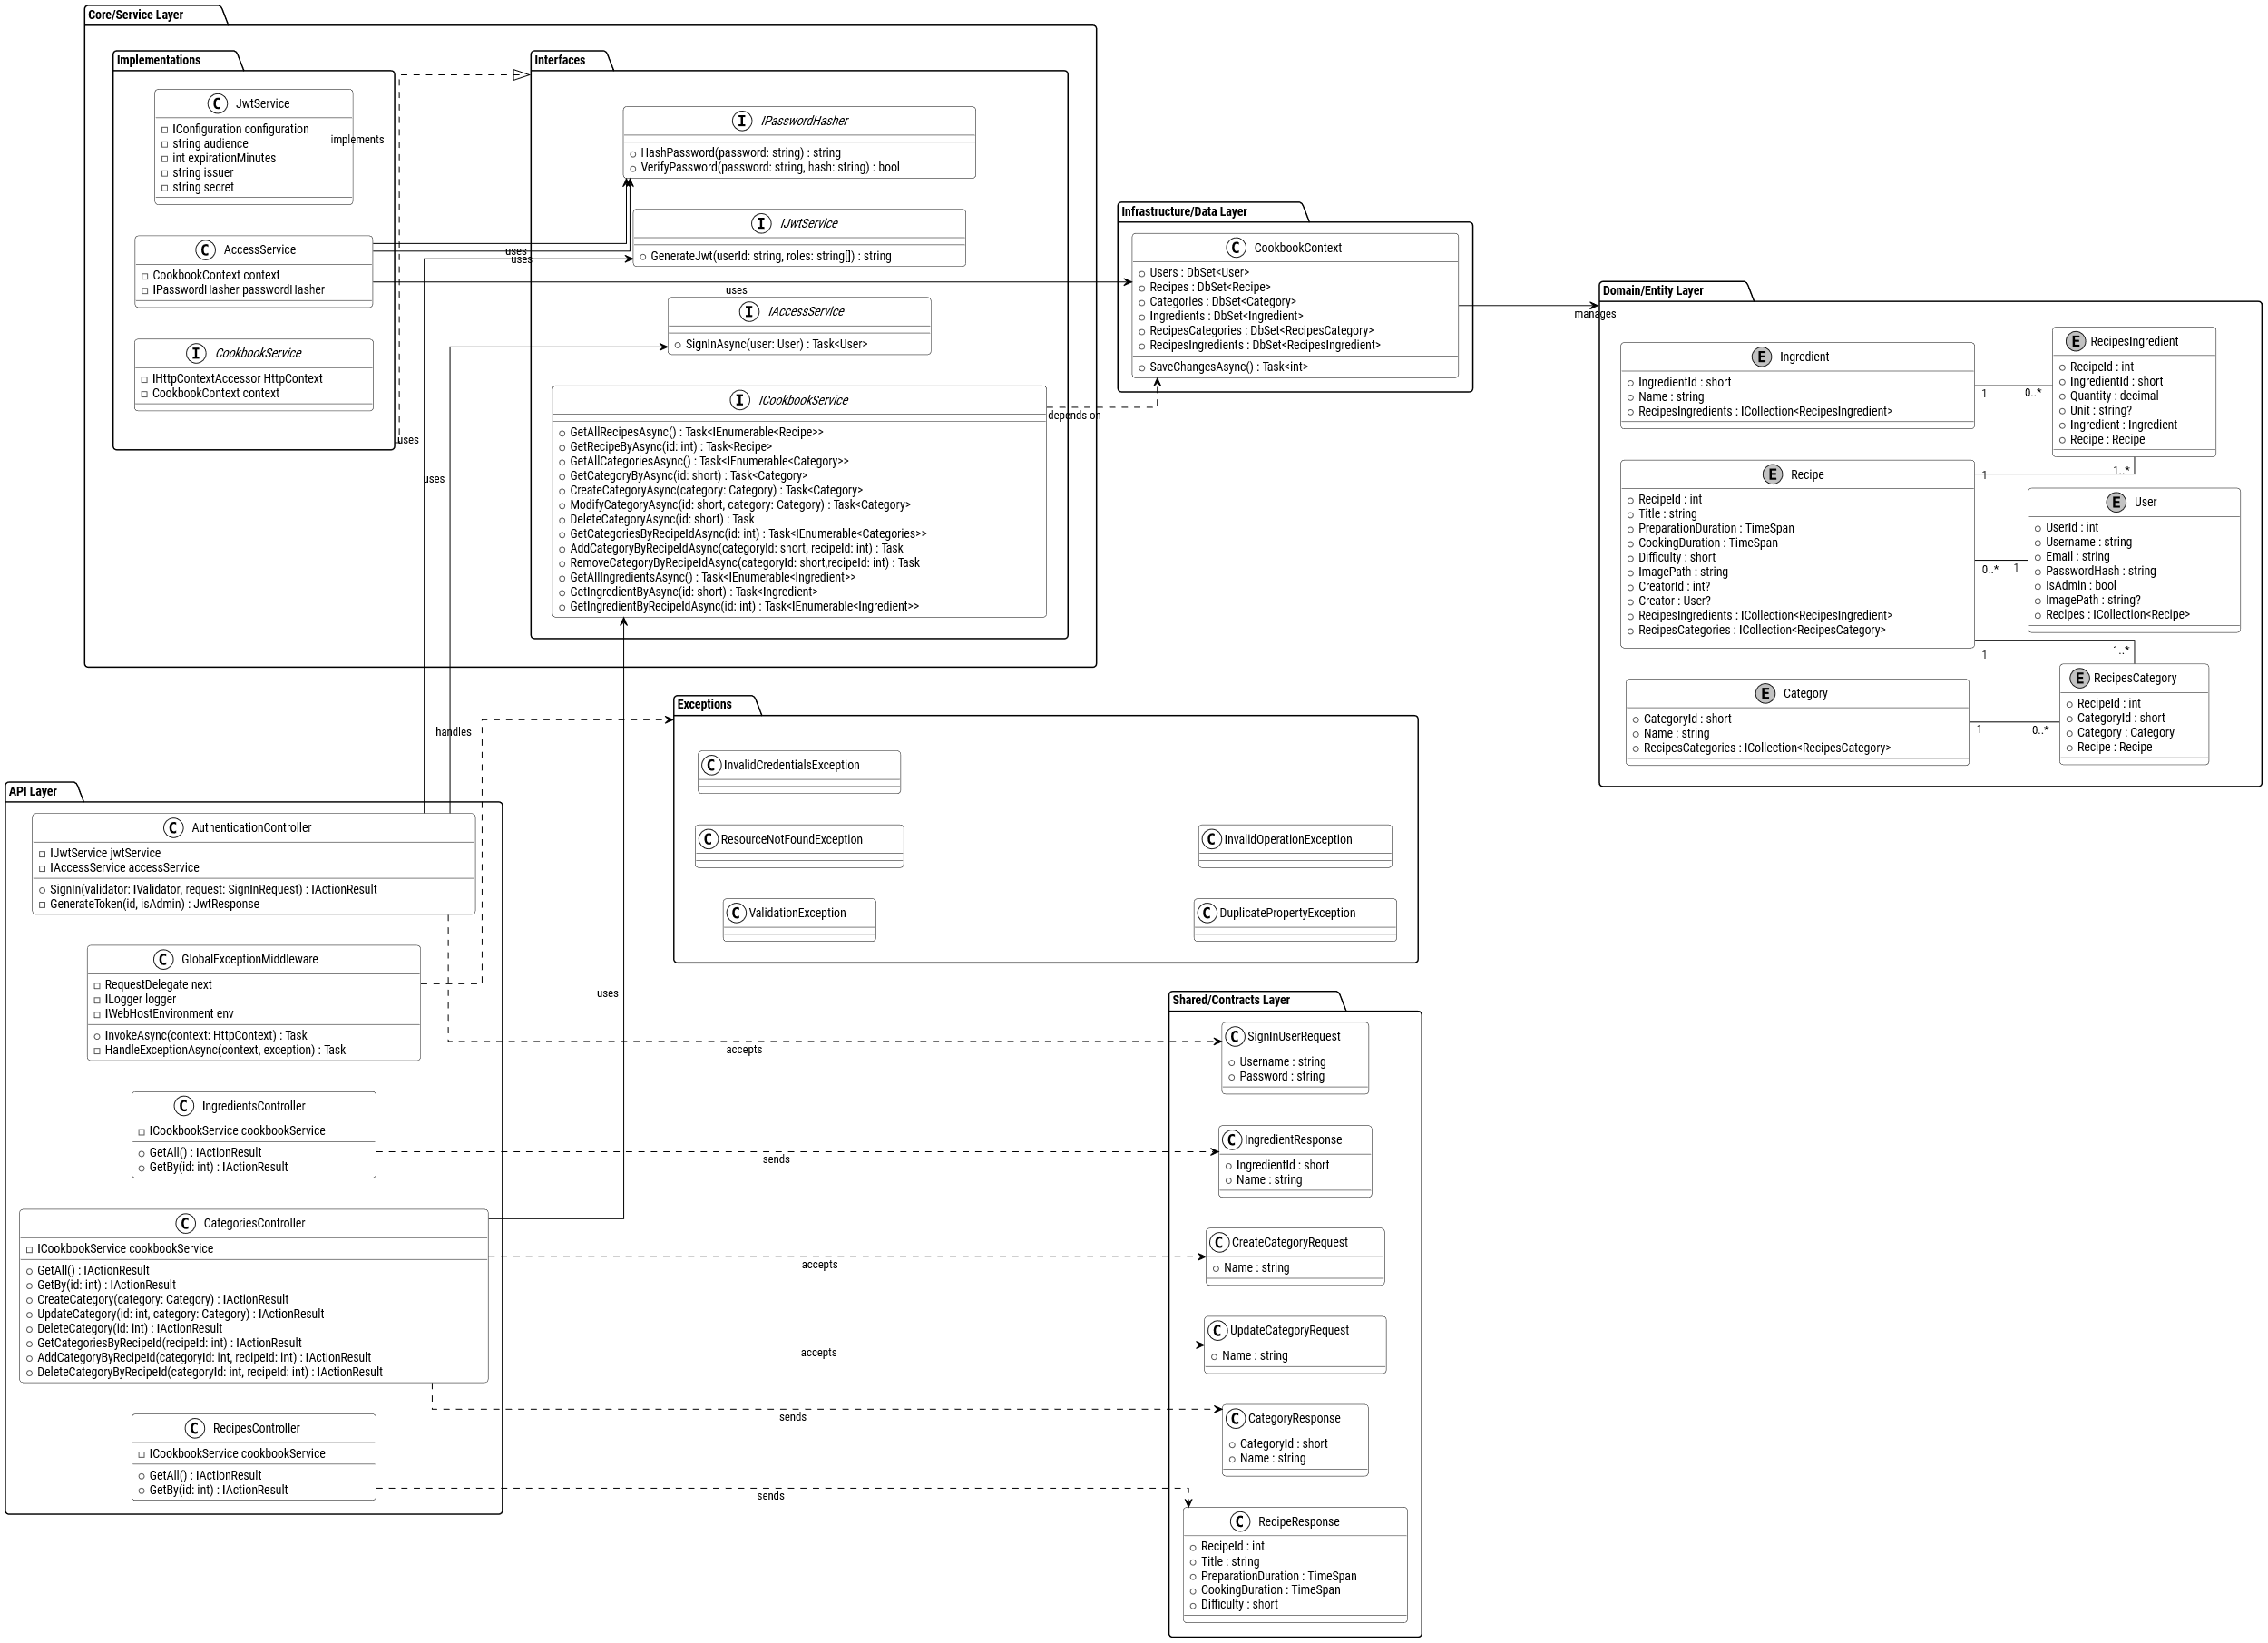 Core/Service Layer
Implementations
C JwtService
IConfiguration configuration
string audience
int expirationMinutes
string issuer
string secret
implements
C AccessService
CookbookContext context
IPasswordHasher passwordHasher
I CookbookService
IHttpContextAccessor HttpContext
CookbookContext context
Interfaces
I IPasswordHasher
HashPassword(password: string) : string
VerifyPassword(password: string, hash: string) : bool
I IJwtService
GenerateJwt(userId: string, roles: string[]) : string
uses
uses
uses
I IAccessService
SignInAsync(user: User) : Task<User>
I ICookbookService
GetAllRecipesAsync() : Task<IEnumerable<Recipe>>
GetRecipeByAsync(id: int) : Task<Recipe>
GetAllCategoriesAsync() : Task<IEnumerable<Category>>
GetCategoryByAsync(id: short) : Task<Category>
CreateCategoryAsync(category: Category) : Task<Category>
ModifyCategoryAsync(id: short, category: Category) : Task<Category>
DeleteCategoryAsync(id: short) : Task
GetCategoriesByRecipeIdAsync(id: int) : Task<IEnumerable<Categories>>
AddCategoryByRecipeIdAsync(categoryId: short, recipeId: int) : Task
RemoveCategoryByRecipeIdAsync(categoryId: short,recipeId: int) : Task
GetAllIngredientsAsync() : Task<IEnumerable<Ingredient>>
GetIngredientByAsync(id: short) : Task<Ingredient>
GetIngredientByRecipeIdAsync(id: int) : Task<IEnumerable<Ingredient>>
uses
uses
depends on
Infrastructure/Data Layer
C CookbookContext
Users : DbSet<User>
Recipes : DbSet<Recipe>
Categories : DbSet<Category>
Ingredients : DbSet<Ingredient>
RecipesCategories : DbSet<RecipesCategory>
RecipesIngredients : DbSet<RecipesIngredient>
SaveChangesAsync() : Task<int>
manages
Domain/Entity Layer
E Ingredient
IngredientId : short
Name : string
RecipesIngredients : ICollection<RecipesIngredient>
1
0..*
E RecipesIngredient
RecipeId : int
IngredientId : short
Quantity : decimal
Unit : string?
Ingredient : Ingredient
Recipe : Recipe
1
1..*
E Recipe
RecipeId : int
Title : string
PreparationDuration : TimeSpan
CookingDuration : TimeSpan
Difficulty : short
ImagePath : string
CreatorId : int?
Creator : User?
RecipesIngredients : ICollection<RecipesIngredient>
RecipesCategories : ICollection<RecipesCategory>
0..*
1
E User
UserId : int
Username : string
Email : string
PasswordHash : string
IsAdmin : bool
ImagePath : string?
Recipes : ICollection<Recipe>
1
1..*
E Category
CategoryId : short
Name : string
RecipesCategories : ICollection<RecipesCategory>
1
0..*
E RecipesCategory
RecipeId : int
CategoryId : short
Category : Category
Recipe : Recipe
Exceptions
handles
C InvalidCredentialsException
C ResourceNotFoundException
C InvalidOperationException
C ValidationException
C DuplicatePropertyException
API Layer
C AuthenticationController
IJwtService jwtService
IAccessService accessService
SignIn(validator: IValidator, request: SignInRequest) : IActionResult
GenerateToken(id, isAdmin) : JwtResponse
C GlobalExceptionMiddleware
RequestDelegate next
ILogger logger
IWebHostEnvironment env
InvokeAsync(context: HttpContext) : Task
HandleExceptionAsync(context, exception) : Task
uses
accepts
C IngredientsController
ICookbookService cookbookService
GetAll() : IActionResult
GetBy(id: int) : IActionResult
sends
C CategoriesController
ICookbookService cookbookService
GetAll() : IActionResult
GetBy(id: int) : IActionResult
CreateCategory(category: Category) : IActionResult
UpdateCategory(id: int, category: Category) : IActionResult
DeleteCategory(id: int) : IActionResult
GetCategoriesByRecipeId(recipeId: int) : IActionResult
AddCategoryByRecipeId(categoryId: int, recipeId: int) : IActionResult
DeleteCategoryByRecipeId(categoryId: int, recipeId: int) : IActionResult
accepts
accepts
sends
C RecipesController
ICookbookService cookbookService
GetAll() : IActionResult
GetBy(id: int) : IActionResult
sends
Shared/Contracts Layer
C SignInUserRequest
Username : string
Password : string
C IngredientResponse
IngredientId : short
Name : string
C CreateCategoryRequest
Name : string
C UpdateCategoryRequest
Name : string
C CategoryResponse
CategoryId : short
Name : string
C RecipeResponse
RecipeId : int
Title : string
PreparationDuration : TimeSpan
CookingDuration : TimeSpan
Difficulty : short